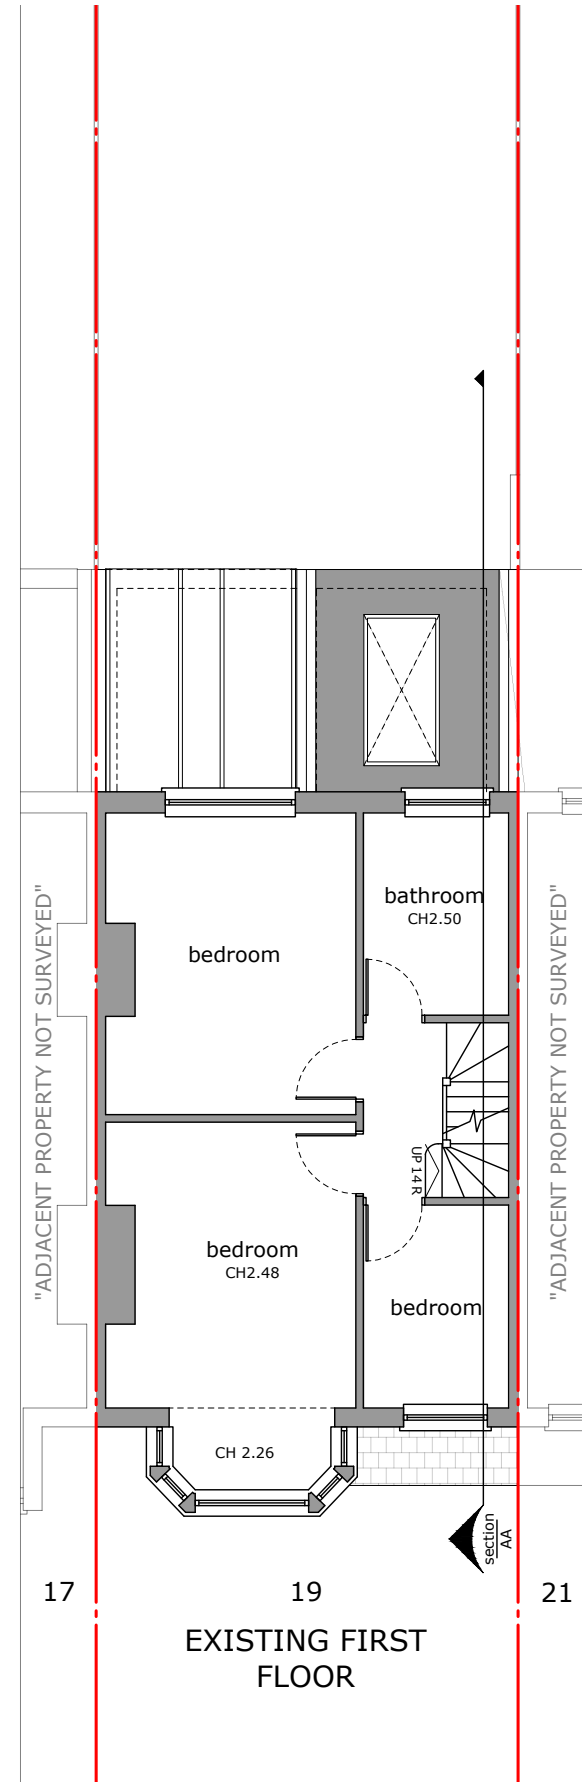 bathroom
CH2.50
"ADJACENT PROPERTY NOT SURVEYED"
bedroom
"ADJACENT PROPERTY NOT SURVEYED"
UP 14 R
bedroom
CH2.48
bedroom
CH 2.26
section
AA
17
19
21
EXISTING FIRST
FLOOR